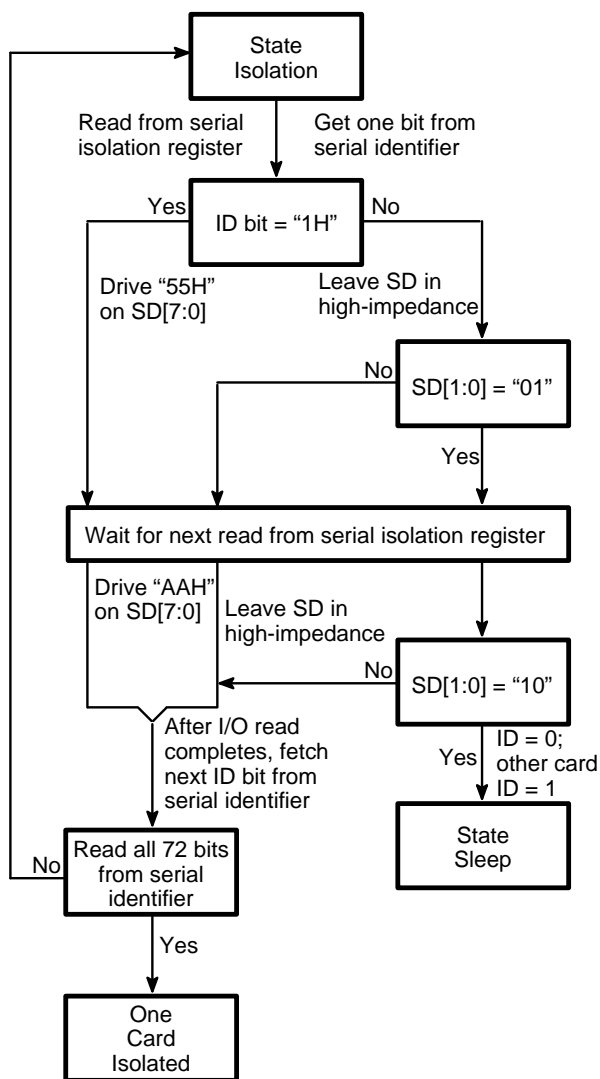 State
Isolation
Read from serial
isolation register
Get one bit from
serial identifier
Yes
ID bit = “1H”
No
Drive “55H”
on SD[7:0]
Leave SD in
high-impedance
No
SD[1:0] = “01”
Yes
Wait for next read from serial isolation register
Drive “AAH”
on SD[7:0]
Leave SD in
high-impedance
No
SD[1:0] = “10”
After I/O read
completes, fetch
next ID bit from
serial identifier
Yes
ID = 0;
other card
ID = 1
State
Sleep
No
Read all 72 bits
from serial
identifier
Yes
One
Card
Isolated